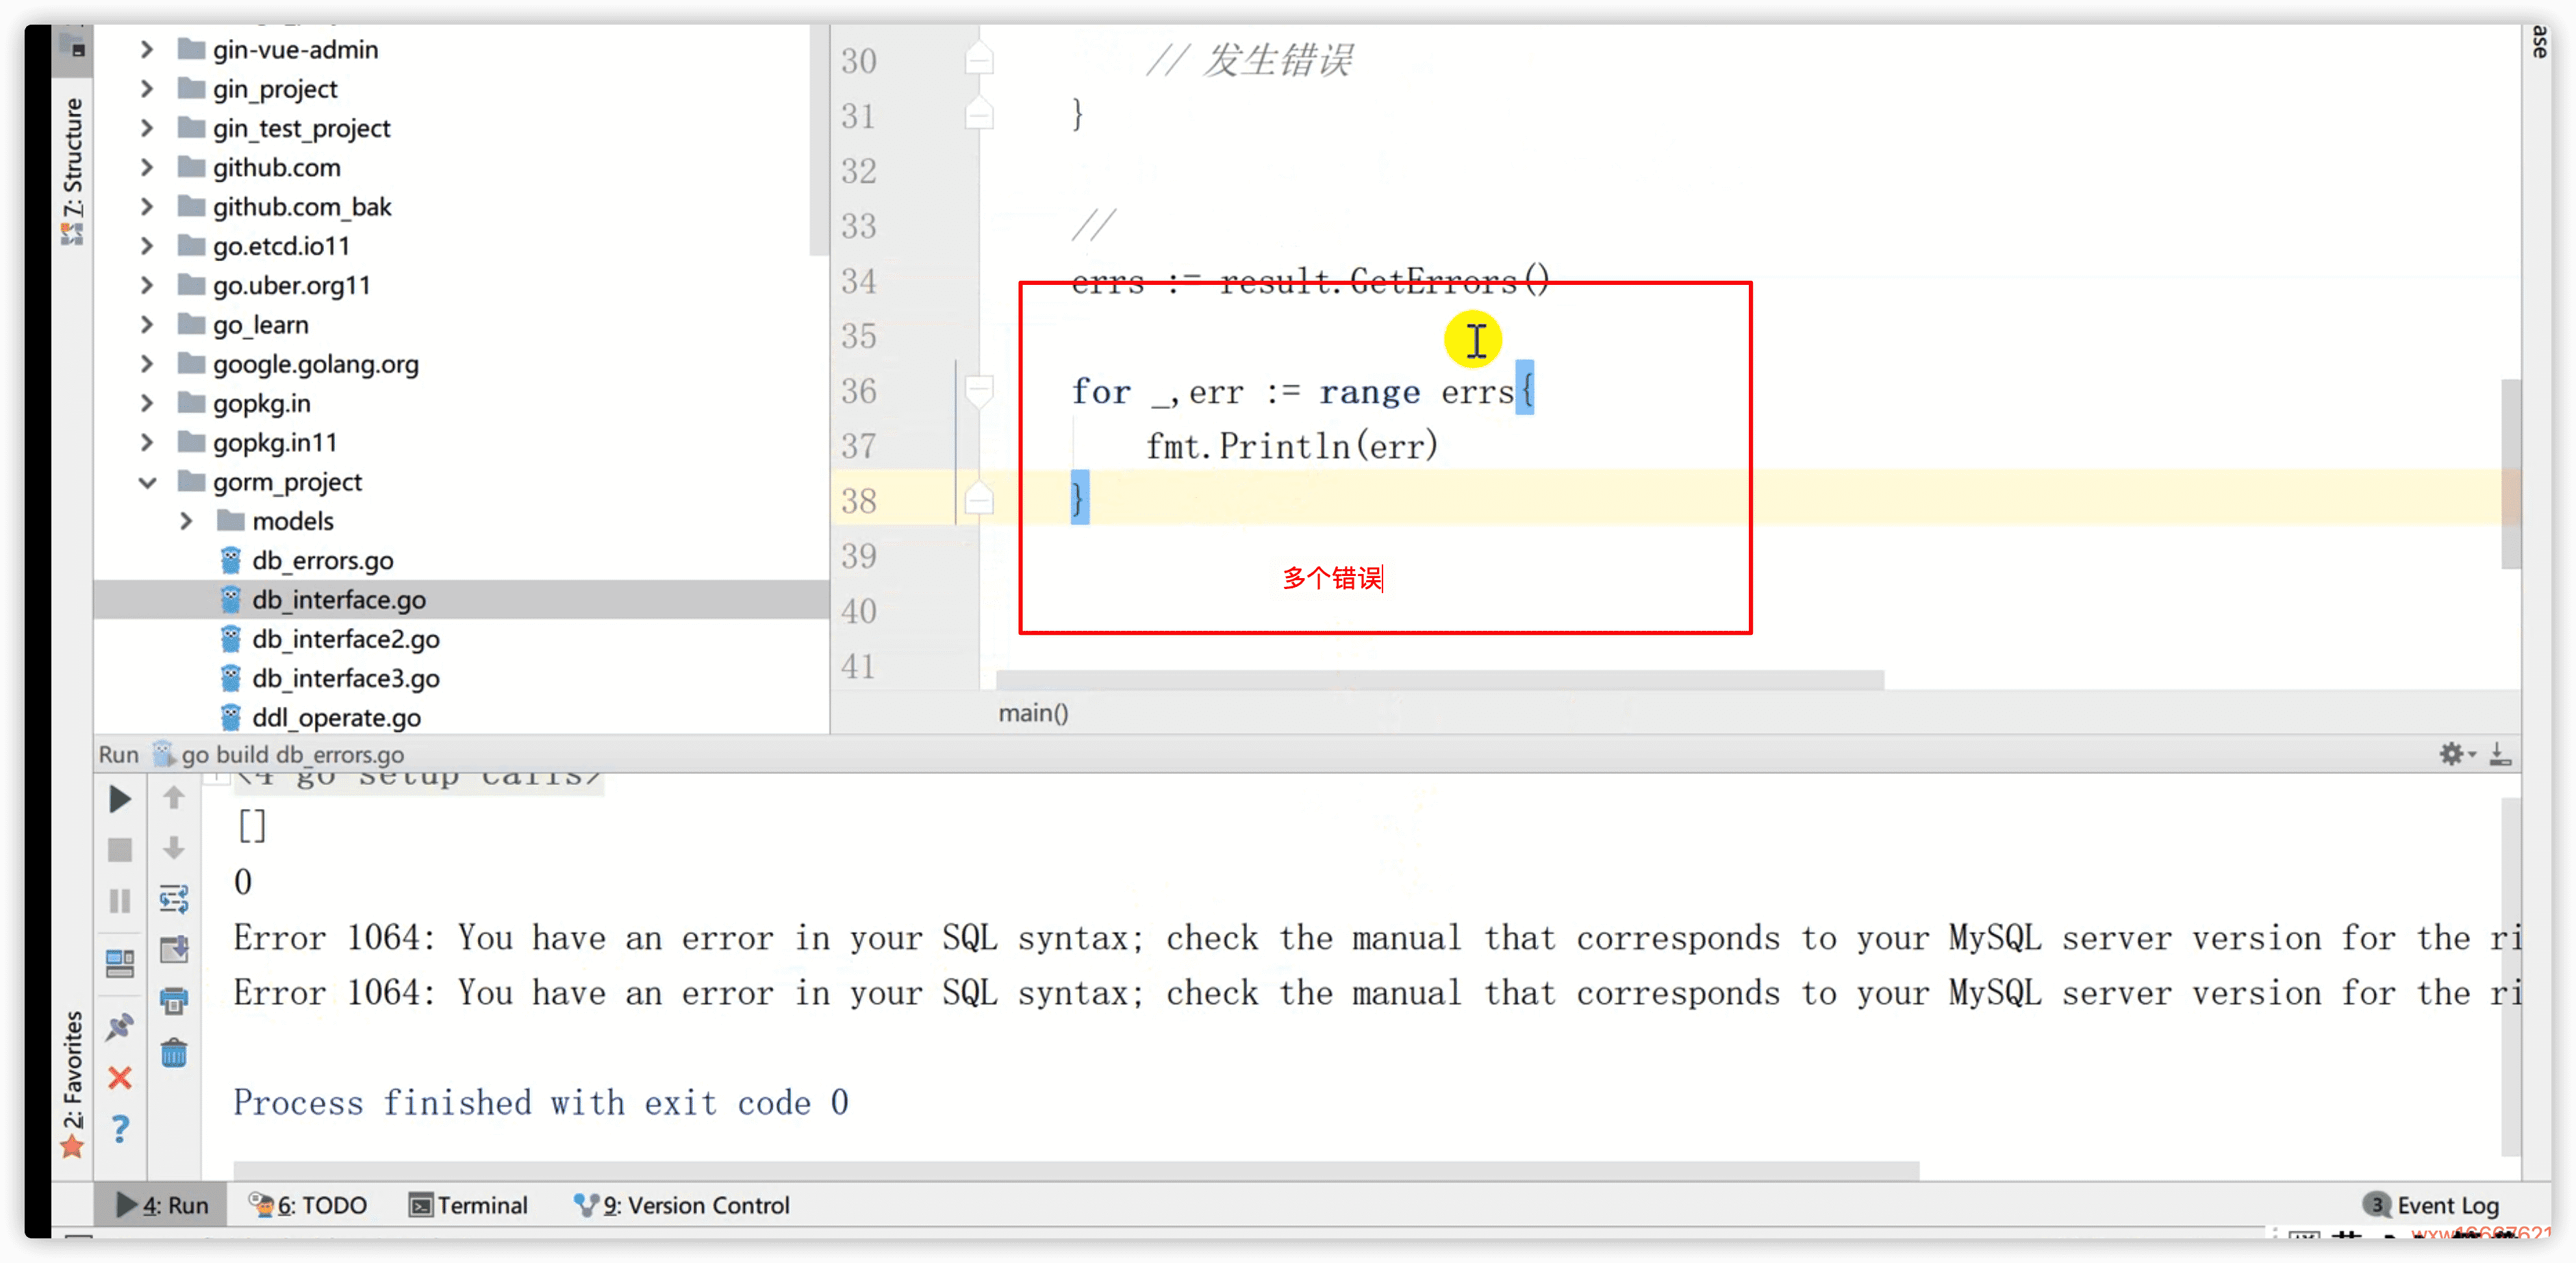 ase
7: Structure
gin-vue-admin
gin_project
gin_test_project
github.com
github.com_bak
go.etcd.io11
go.uber.org11
go_learn
google.golang.org
gopkg.in
gopkg.in11
gorm_project
models
db_errors.go
db_interface.go
db_interface2.go
db_interface3.go
ddl_operate.go
30 // 发生错误
31 }
32
33 //
34 errs := result.GetErrors()
35
36 for _,err := range errs{
37 fmt.Println(err)
38 }
39
多个错误
40
41
main()
Run go build db_errors.go
<4 go setup calls>
[]
0
Error 1064: You have an error in your SQL syntax; check the manual that corresponds to your MySQL server version for the ri
Error 1064: You have an error in your SQL syntax; check the manual that corresponds to your MySQL server version for the ri
Process finished with exit code 0
2: Favorites
4: Run 6: TODO Terminal 9: Version Control 3 Event Log